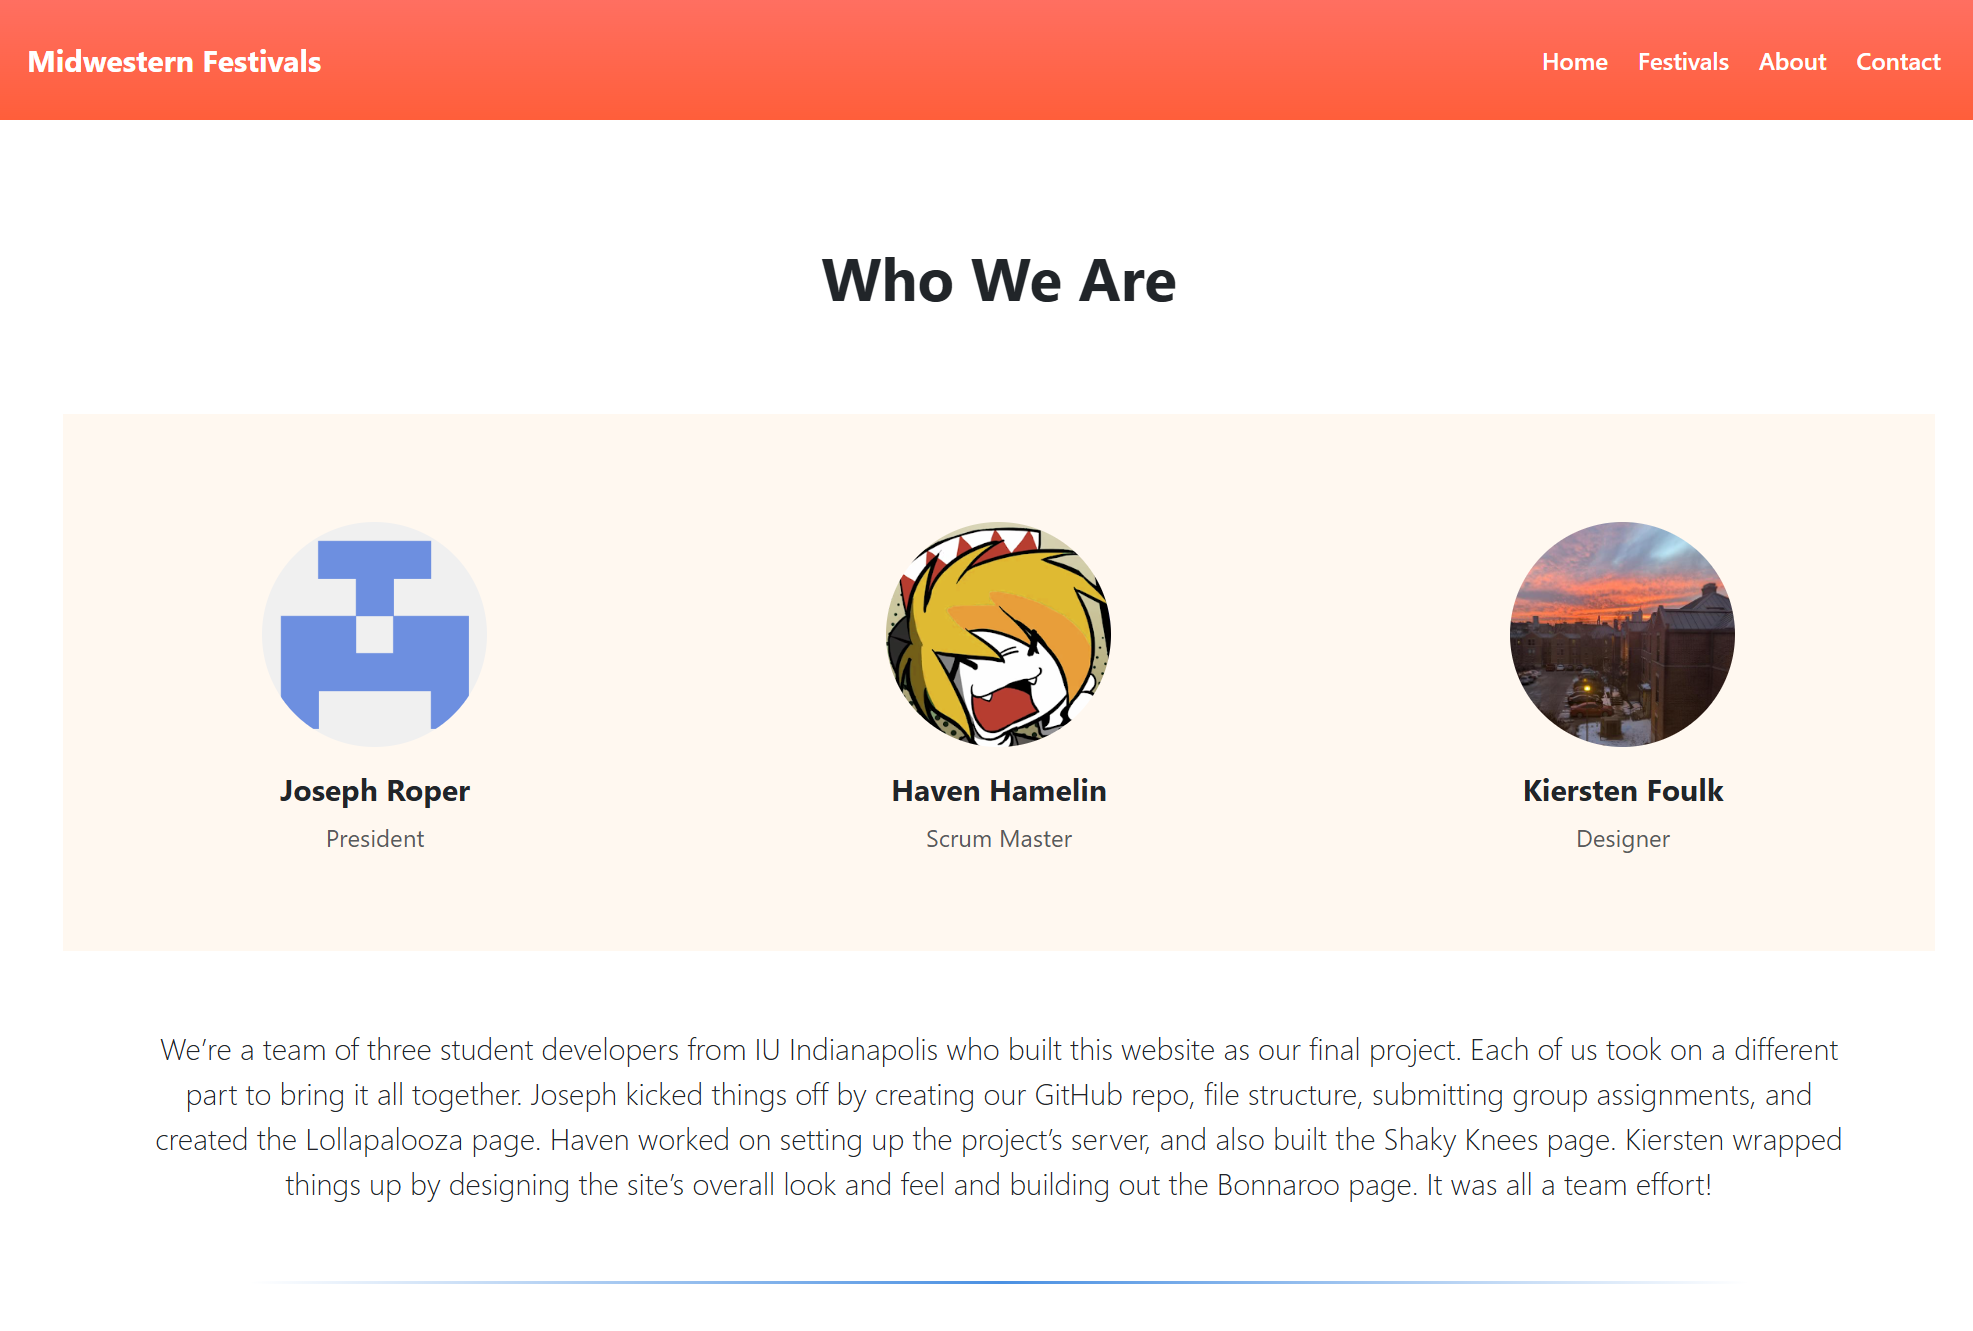 Midwestern Festivals
Home Festivals About Contact
Who We Are
Joseph Roper
President
Haven Hamelin
Scrum Master
Kiersten Foulk
Designer
We’re a team of three student developers from IU Indianapolis who built this website as our final project. Each of us took on a different
part to bring it all together. Joseph kicked things off by creating our GitHub repo, file structure, submitting group assignments, and
created the Lollapalooza page. Haven worked on setting up the project’s server, and also built the Shaky Knees page. Kiersten wrapped
things up by designing the site’s overall look and feel and building out the Bonnaroo page. It was all a team effort!